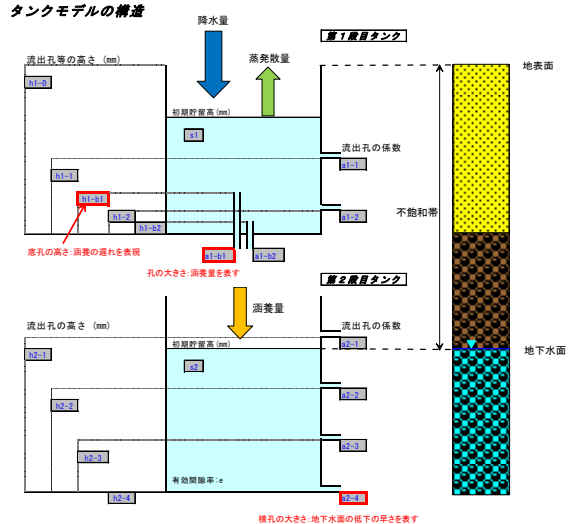 タンクモデルの構造
降水量
第1段目タンク
流出孔等の高さ (mm)
蒸発散量
地表面
h1-0
初期貯留高(mm)
s1
流出孔の係数
a1-1
h1-1
h1-b1
h1-2
a1-2
不飽和帯
h1-b2
底孔の高さ:涵養の遅れを表現
a1-b1
a1-b2
孔の大きさ:涵養量を表す
第2段目タンク
涵養量
流出孔の高さ (mm)
流出孔の係数
初期貯留高(mm)
a2-1
地下水面
h2-1
s2
a2-2
h2-2
a2-3
h2-3
有効間隙率:e
h2-4
a2-4
横孔の大きさ:地下水面の低下の早さを表す